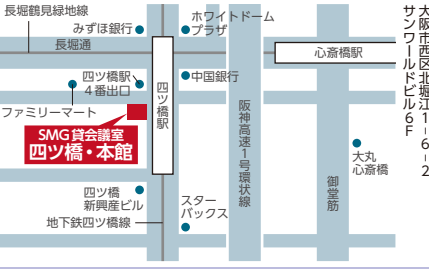 長堀鶴見緑地線
みずほ銀行
ホワイトドーム
プラザ
長堀通
心斎橋駅
四ツ橋駅
4番出口
中国銀行
ファミリーマート
四ツ橋駅
SMG 貸会議室
四ツ橋・本館
阪神高速1号環状線
大丸
心斎橋
御堂筋
四ツ橋
新興産ビル
スター
バックス
地下鉄四ツ橋線
大阪市西区北堀江1-6-2
サンワールドビル6F